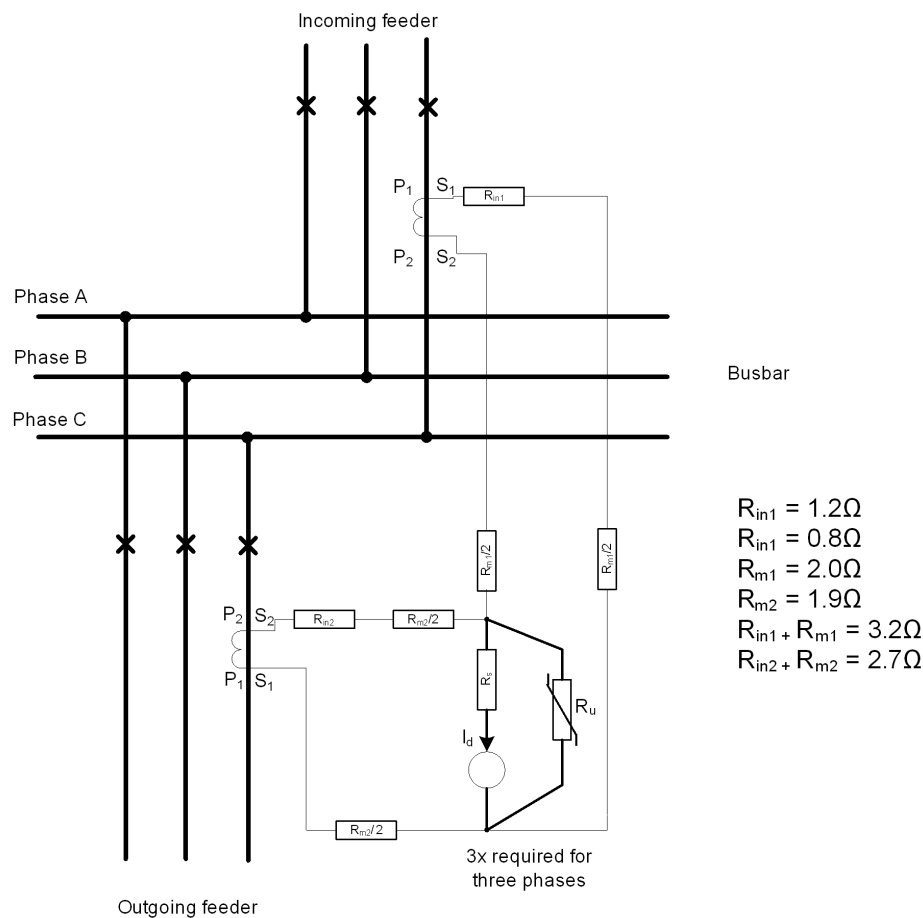 Incoming feeder
P1 S1 Rin1
P2 S2
Phase A
Phase B
Busbar
Phase C
Rin1 = 1.2Ω
Rin1 = 0.8Ω
Rm1 = 2.0Ω
Rm2 = 1.9Ω
Rin1 + Rm1 = 3.2Ω
Rin2 + Rm2 = 2.7Ω
Rm1/2
Rm1/2
P2 S2 Rin2 Rm2/2
P1 S1
Rs
Ru
Id
Rm2/2
3x required for
three phases
Outgoing feeder